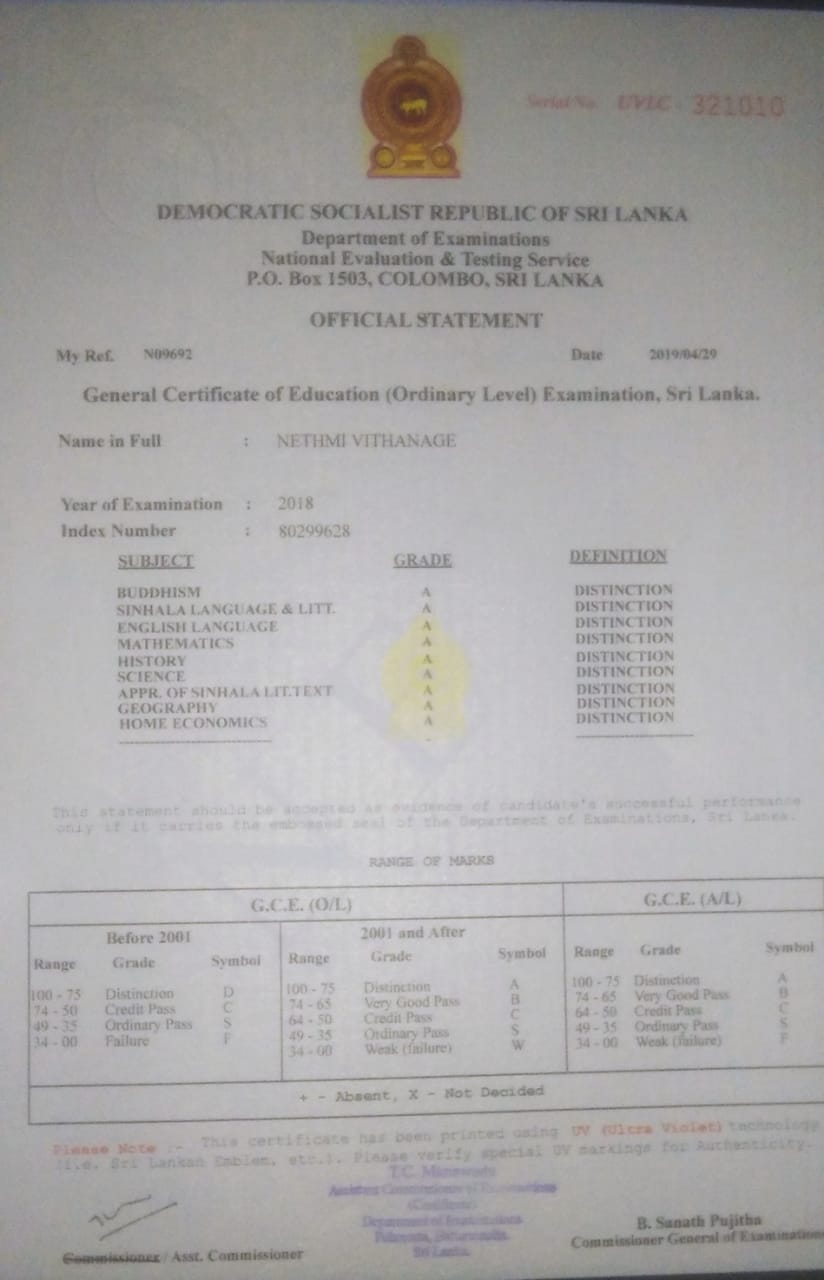 Serial No. UVLC - 321010
DEMOCRATIC SOCIALIST REPUBLIC OF SRI LANKA
Department of Examinations
National Evaluation & Testing Service
P.O. Box 1503, COLOMBO, SRI LANKA
OFFICIAL STATEMENT
My Ref. N09692 Date 2019/04/29
General Certificate of Education (Ordinary Level) Examination, Sri Lanka.
Name in Full : NETHMI VITHANAGE
Year of Examination : 2018
Index Number : 80299628
SUBJECT GRADE DEFINITION
BUDDHISM A DISTINCTION
SINHALA LANGUAGE & LITT. A DISTINCTION
ENGLISH LANGUAGE A DISTINCTION
MATHEMATICS A DISTINCTION
HISTORY A DISTINCTION
SCIENCE A DISTINCTION
APPR. OF SINHALA LIT.TEXT A DISTINCTION
GEOGRAPHY A DISTINCTION
HOME ECONOMICS A DISTINCTION
This statement should be accepted as evidence of candidate's successful performance
only if it carries the embossed seal of the Department of Examinations, Sri Lanka.
RANGE OF MARKS
G.C.E. (O/L) G.C.E. (A/L)
Before 2001 2001 and After
Range Grade Symbol Range Grade Symbol Range Grade Symbol
100 - 75 Distinction D 100 - 75 Distinction A 100 - 75 Distinction A
74 - 50 Credit Pass C 74 - 65 Very Good Pass B 74 - 65 Very Good Pass B
49 - 35 Ordinary Pass S 64 - 50 Credit Pass C 64 - 50 Credit Pass C
34 - 00 Failure F 49 - 35 Ordinary Pass S 49 - 35 Ordinary Pass S
34 - 00 Weak (failure) W 34 - 00 Weak (failure) F
+ - Absent, X - Not Decided
Please Note :- This certificate has been printed using UV (Ultra Violet) technology
(i.e. Sri Lankan Emblem, etc.). Please verify special UV markings for Authenticity.
T.C.
Assistant Commissioner of Examinations
(Certificate)
Department of Examinations
Pelawatta, Battaramulla
Sri Lanka.
Commissioner / Asst. Commissioner
B. Sanath Pujitha
Commissioner General of Examinations